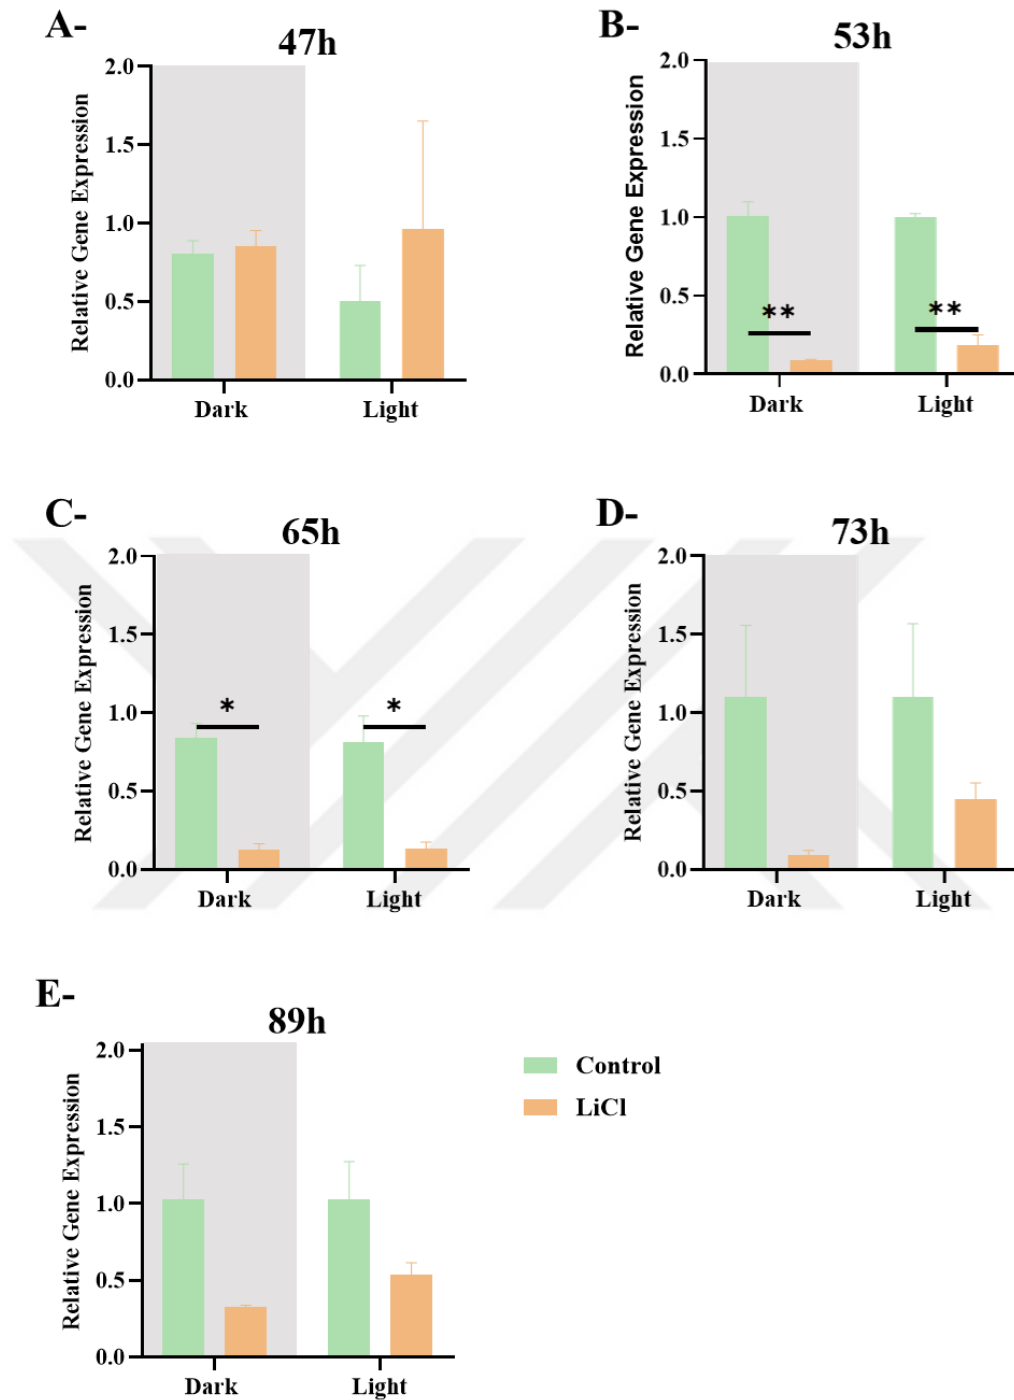 A-
47h
Relative Gene Expression
2.0
1.5
1.0
0.5
0.0
Dark
Light
B-
53h
Relative Gene Expression
2.0
1.5
1.0
0.5
0.0
**
**
Dark
Light
C-
65h
Relative Gene Expression
2.0
1.5
1.0
0.5
0.0
*
*
Dark
Light
D-
73h
Relative Gene Expression
2.0
1.5
1.0
0.5
0.0
Dark
Light
E-
89h
Relative Gene Expression
2.0
1.5
1.0
0.5
0.0
Dark
Light
Control
LiCl